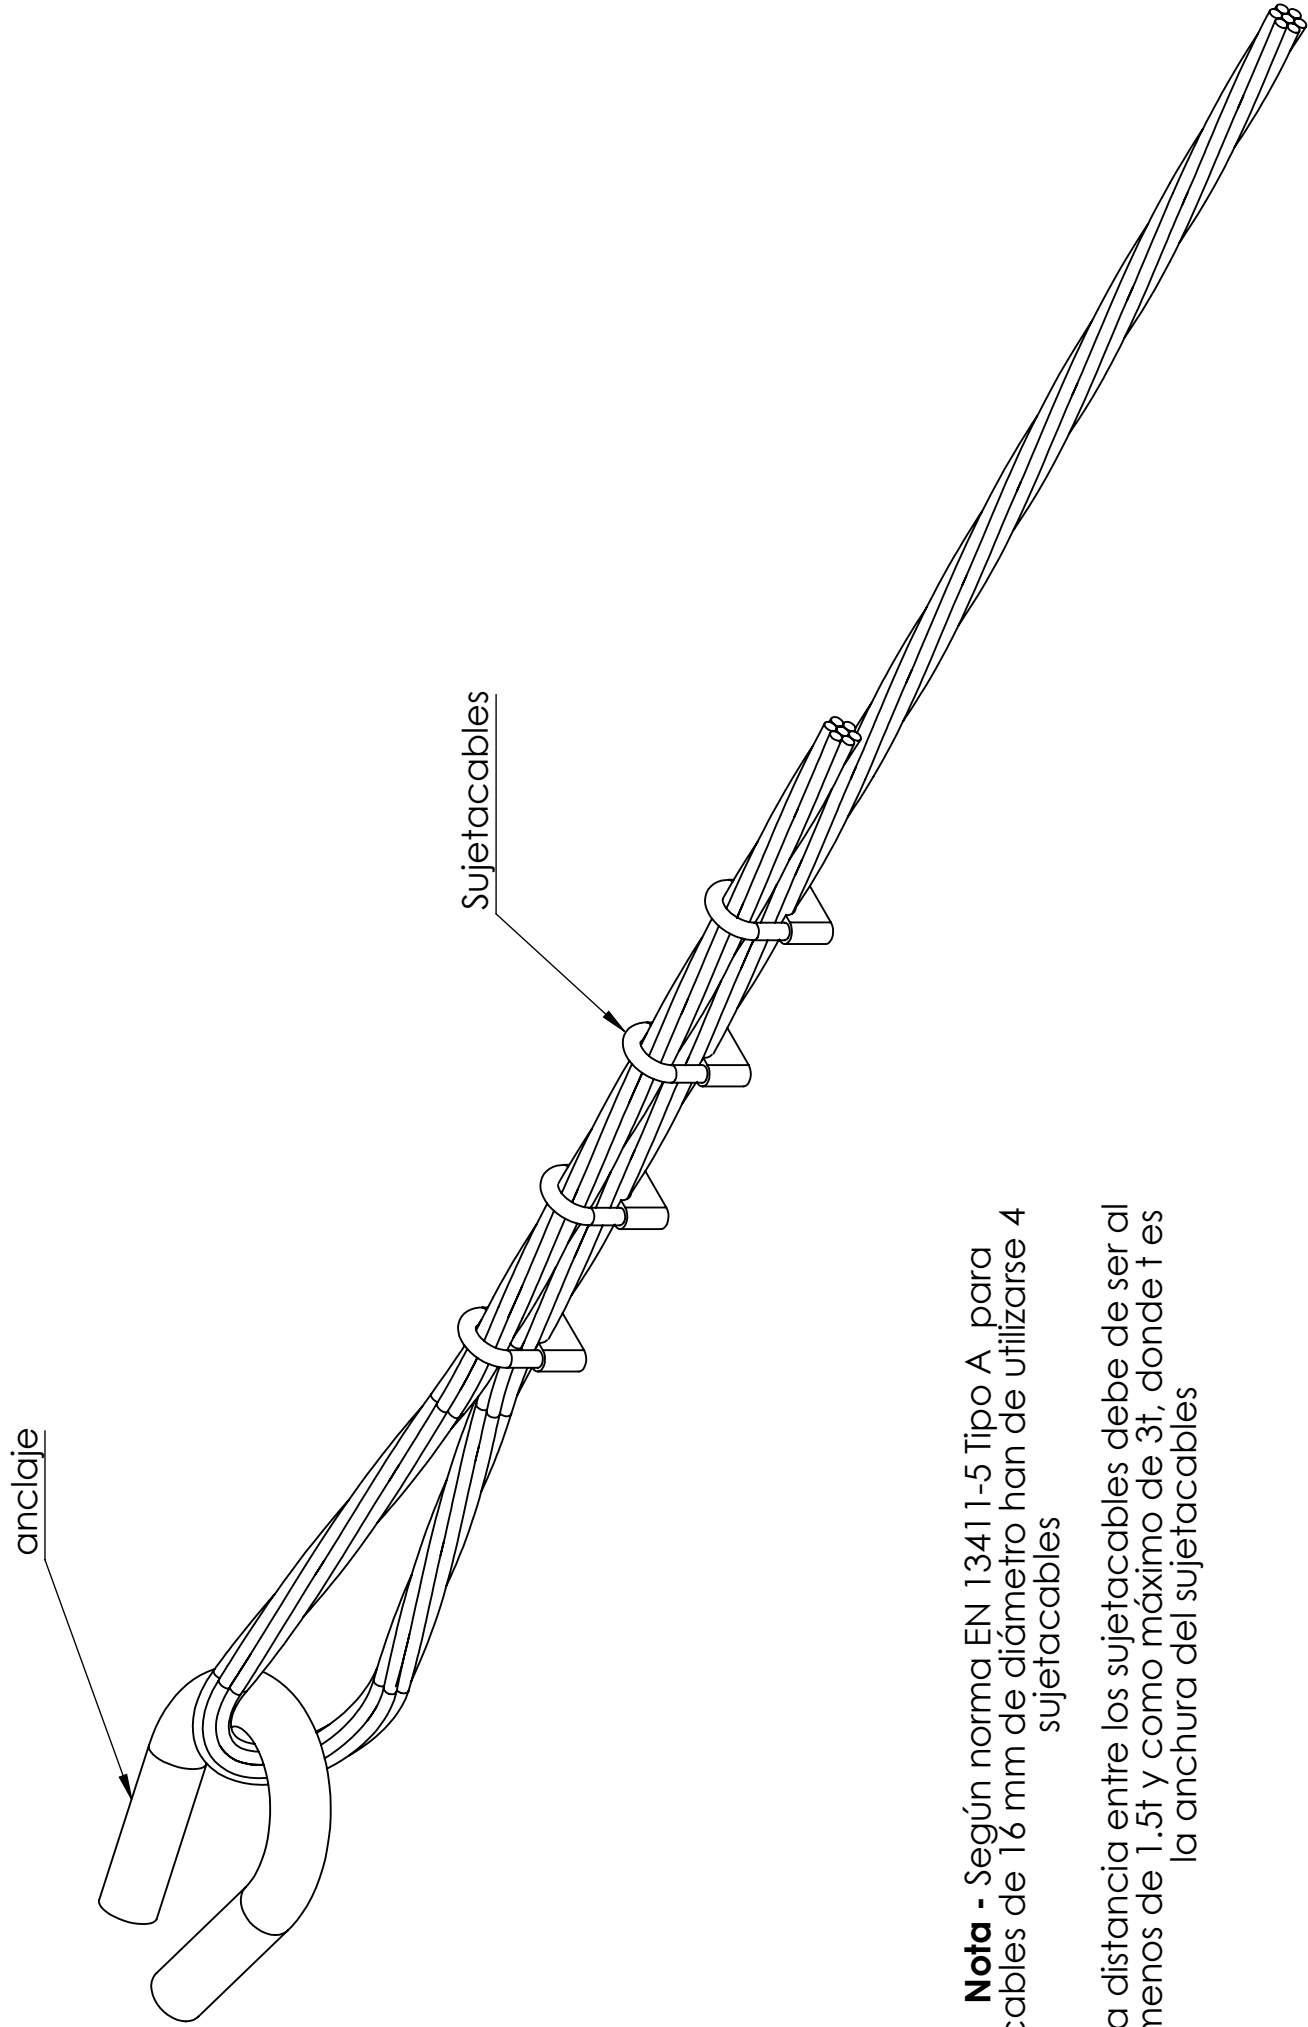 anclaje
Sujetacables
Nota - Según norma EN 13411-5 Tipo A para
cables de 16 mm de diámetro han de utilizarse 4
sujetacables
a distancia entre los sujetacables debe de ser al
menos de 1.5t y como máximo de 3t, donde t es
la anchura del sujetacables